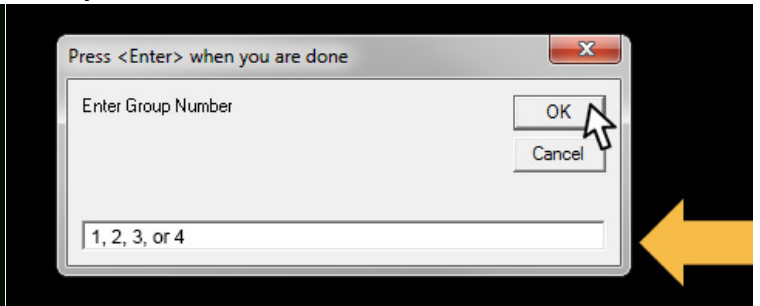 Press <Enter> when you are done
Enter Group Number
OK
Cancel
1, 2, 3, or 4